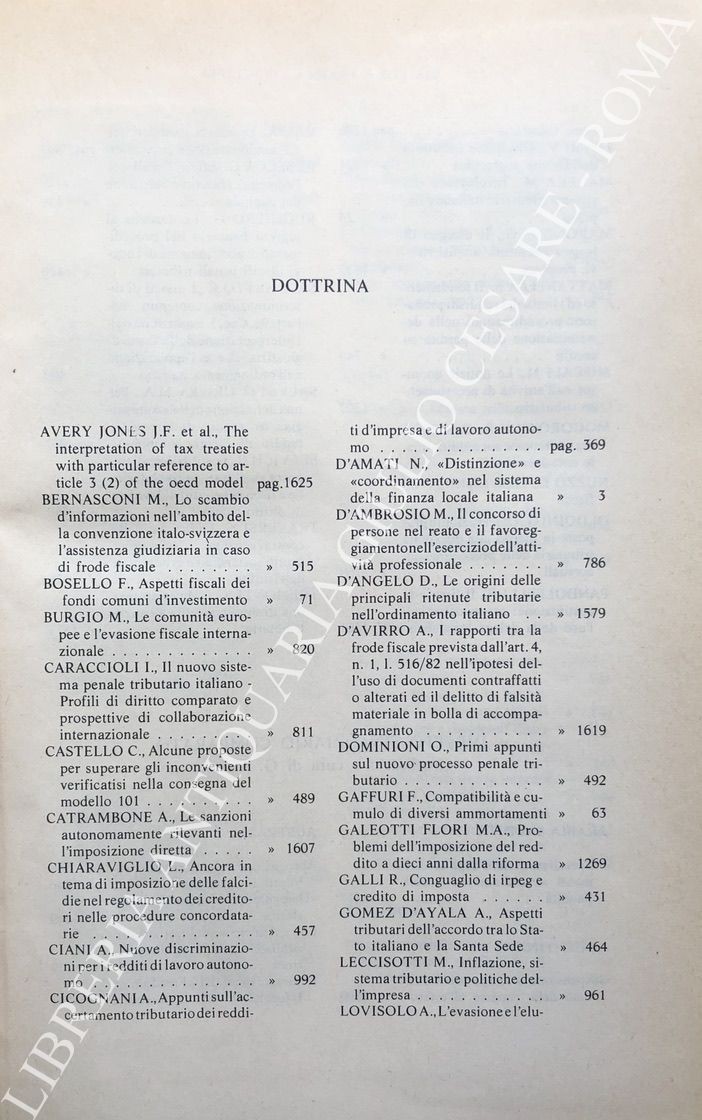 DOTTRINA
AVERY JONES J.F. et al., The
interpretation of tax treaties
with particular reference to ar-
ticle 3 (2) of the oecd model pag. 1625
BERNASCONI M., Lo scambio
d'informazioni nell'ambito del-
la convenzione italo-svizzera e
l'assistenza giudiziaria in caso
di frode fiscale . . . . . . . . » 515
BOSELLO F., Aspetti fiscali dei
fondi comuni d'investimento » 71
BURGIO M., Le comunità euro-
pee e l'evasione fiscale interna-
zionale . . . . . . . . . . . . . » 820
CARACCIOLI I., Il nuovo siste-
ma penale tributario italiano -
Profili di diritto comparato e
prospettive di collaborazione
internazionale . . . . . . . . » 811
CASTELLO C., Alcune proposte
per superare gli inconvenienti
verificatisi nella consegna del
modello 101 . . . . . . . . . . » 489
CATRAMBONE A., Le sanzioni
autonomamente rilevanti nel-
l'imposizione diretta . . . . . » 1607
CHIARAVIGLIO L., Ancora in
tema di imposizione delle falci-
die nel regolamento dei credito-
ri nelle procedure concordata-
rie . . . . . . . . . . . . . . . » 457
CIANI A., Nuove discriminazio-
ni per i redditi di lavoro autono-
mo . . . . . . . . . . . . . . . » 992
CICOGNANI A., Appunti sull'ac-
certamento tributario dei reddi-
ti d'impresa e di lavoro autono-
mo . . . . . . . . . . . . . . . pag. 369
D'AMATI N., «Distinzione» e
«coordinamento» nel sistema
della finanza locale italiana » 3
D'AMBROSIO M., Il concorso di
persone nel reato e il favoreg-
giamento nell'esercizio dell'atti-
vità professionale . . . . . . . » 786
D'ANGELO D., Le origini delle
principali ritenute tributarie
nell'ordinamento italiano . . » 1579
D'AVIRRO A., I rapporti tra la
frode fiscale prevista dall'art. 4,
n. 1, l. 516/82 nell'ipotesi del-
l'uso di documenti contraffatti
o alterati ed il delitto di falsità
materiale in bolla di accompa-
gnamento . . . . . . . . . . . » 1619
DOMINIONI O., Primi appunti
sul nuovo processo penale tri-
butario . . . . . . . . . . . . . » 492
GAFFURI F., Compatibilità e cu-
mulo di diversi ammortamenti » 63
GALEOTTI FLORI M.A., Pro-
blemi dell'imposizione del red-
dito a dieci anni dalla riforma » 1269
GALLI R., Conguaglio di irpeg e
credito di imposta . . . . . . » 431
GOMEZ D'AYALA A., Aspetti
tributari dell'accordo tra lo Sta-
to italiano e la Santa Sede » 464
LECCISOTTI M., Inflazione, si-
stema tributario e politiche del-
l'impresa . . . . . . . . . . . . » 961
LOVISOLO A., L'evasione e l'elu-
LIBRERIA ANTIQUARIA GIULIO CESARE - ROMA